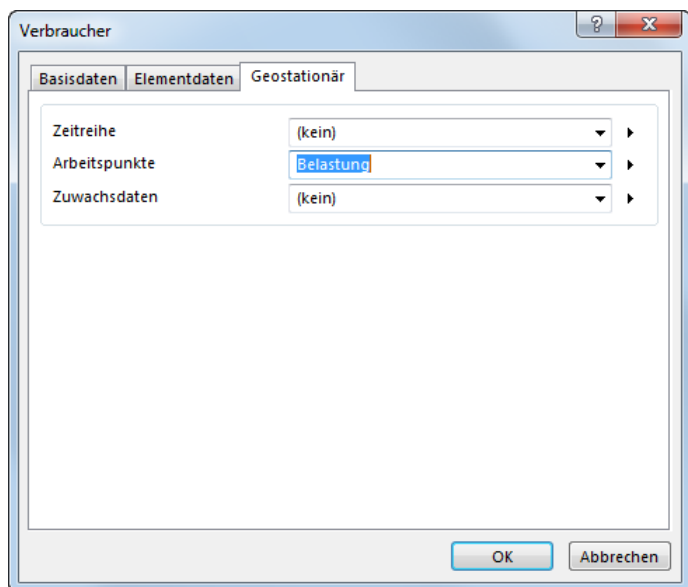 Verbraucher
Basisdaten Elementdaten Geostationär
Zeitreihe (kein)
Arbeitspunkte Belastung
Zuwachsdaten (kein)
OK Abbrechen